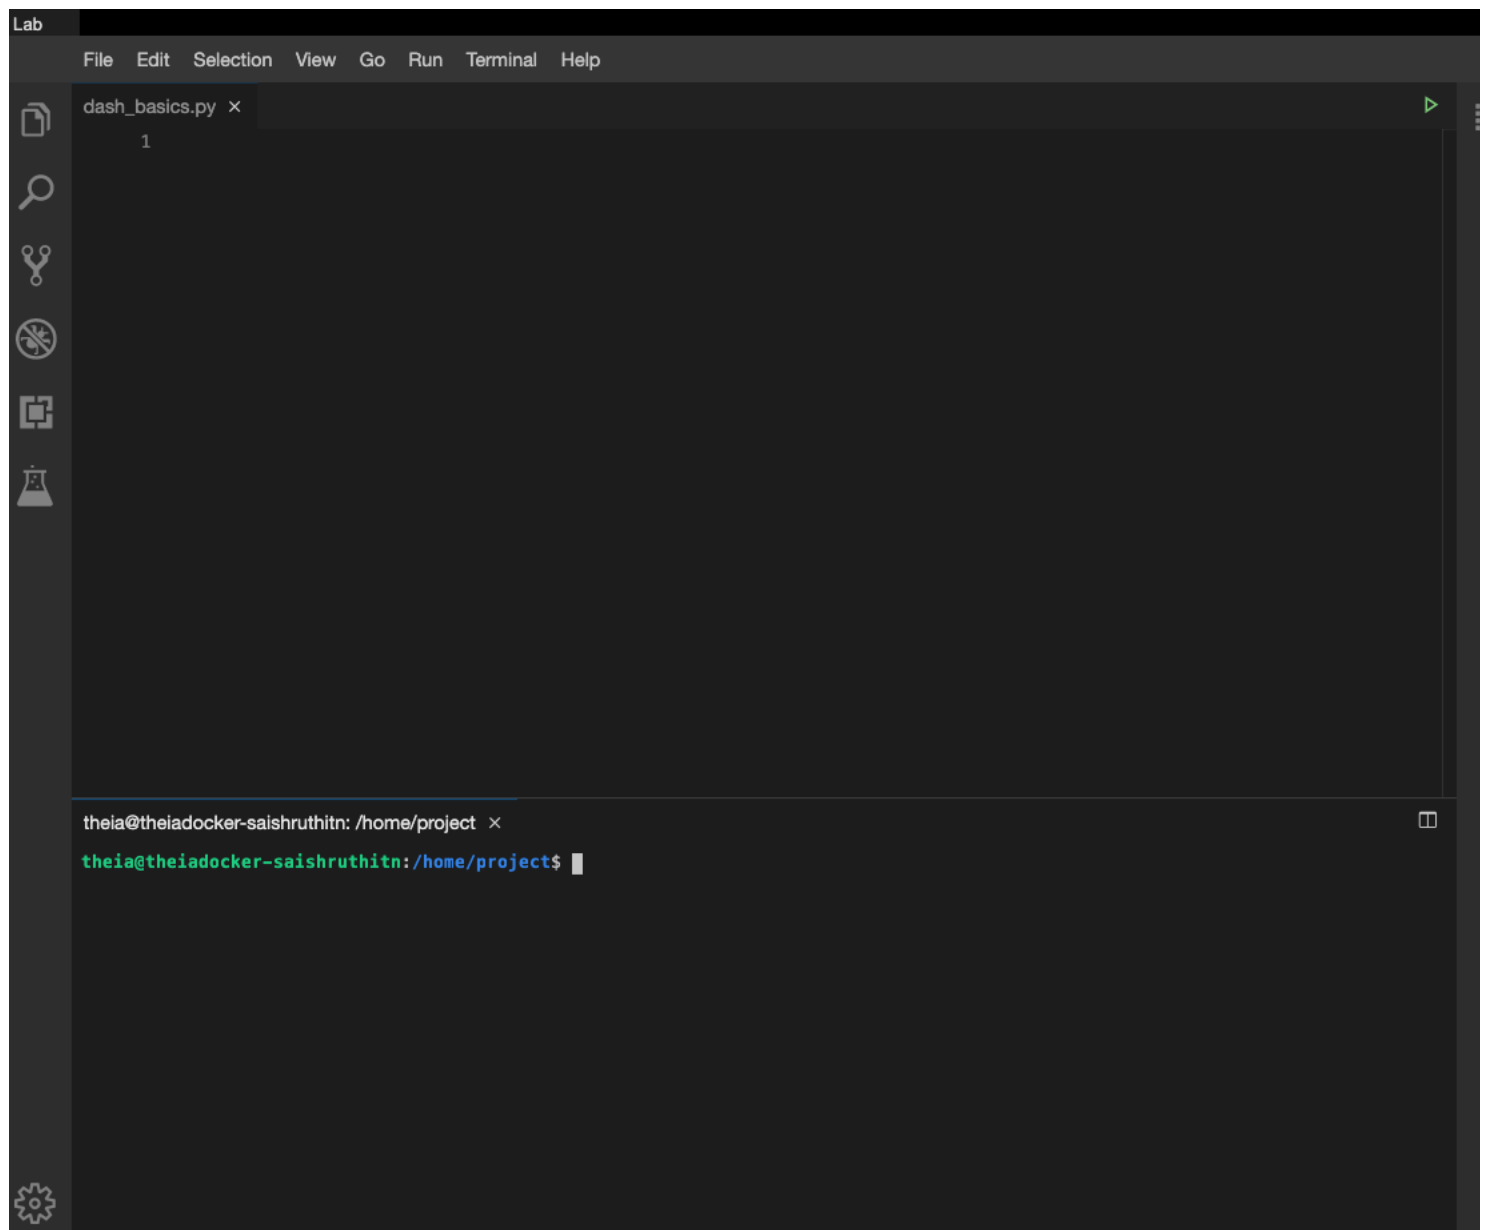 Lab
File Edit Selection View Go Run Terminal Help
dash_basics.py ×
1
theia@theiadocker-saishruthitn: /home/project ×
theia@theiadocker-saishruthitn:/home/project$